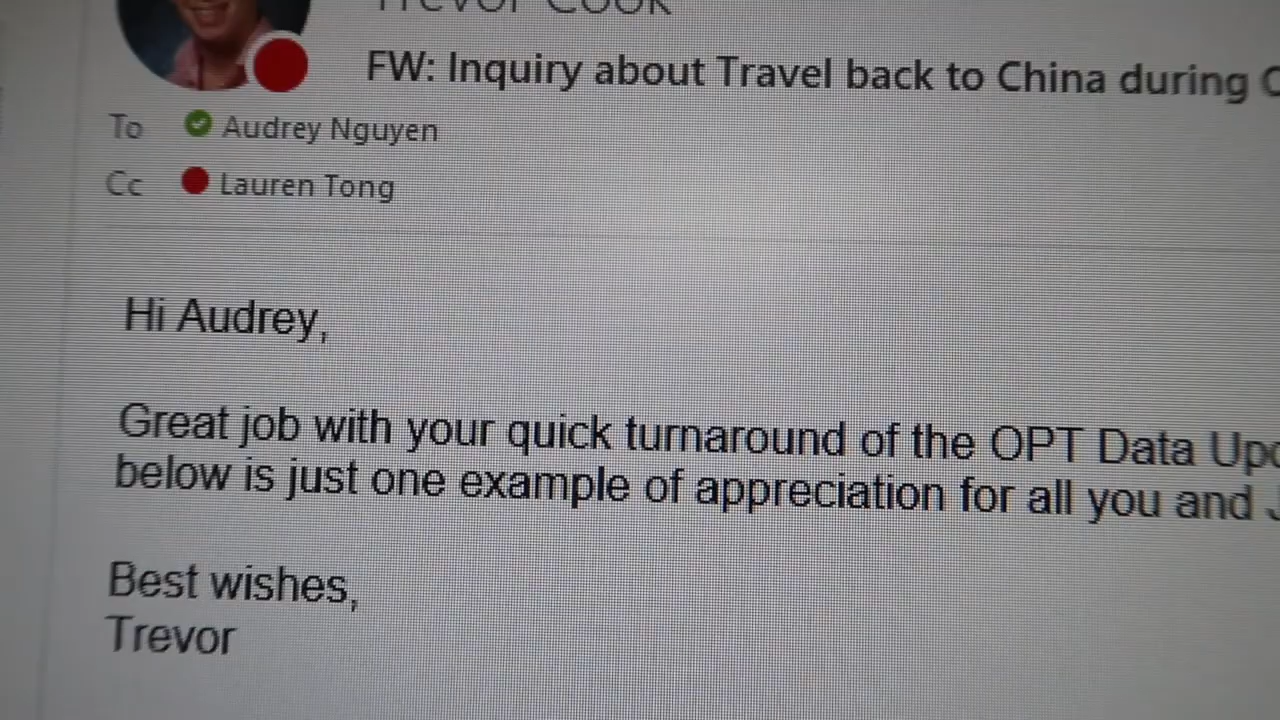 Trevor Cook
FW: Inquiry about Travel back to China during
To Audrey Nguyen
Cc Lauren Tong
Hi Audrey,
Great job with your quick turnaround of the OPT Data
below is just one example of appreciation for all you and
Best wishes,
Trevor